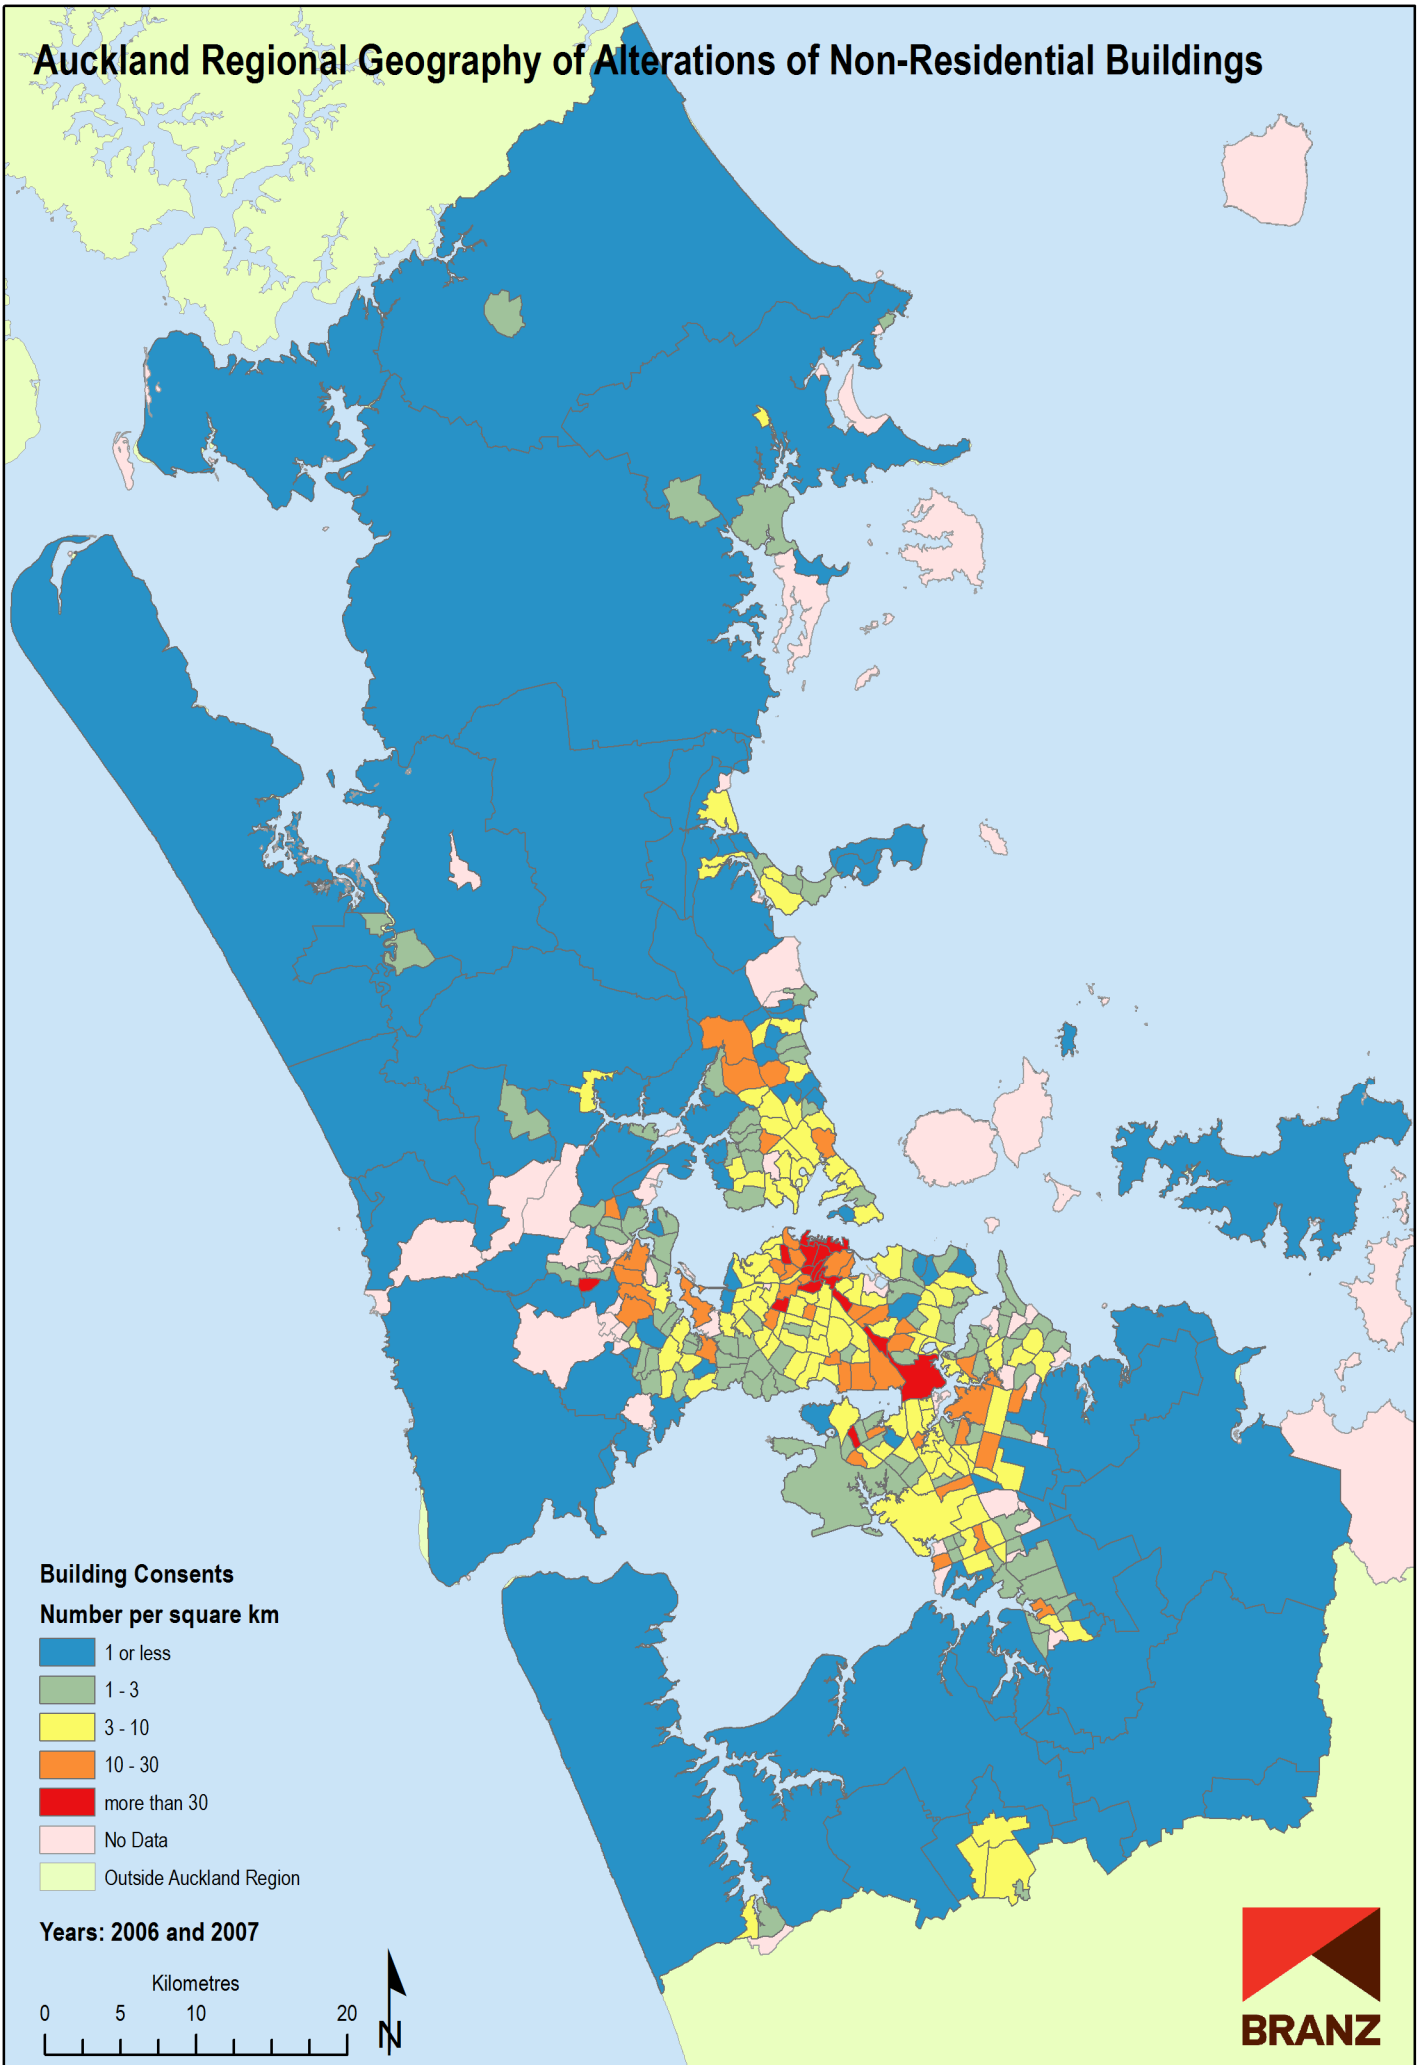 Auckland Regional Geography of Alterations of Non-Residential Buildings
Building Consents
Number per square km
1 or less
1 - 3
3 - 10
10 - 30
more than 30
No Data
Outside Auckland Region
Years: 2006 and 2007
Kilometres
0 5 10 20
N
BRANZ